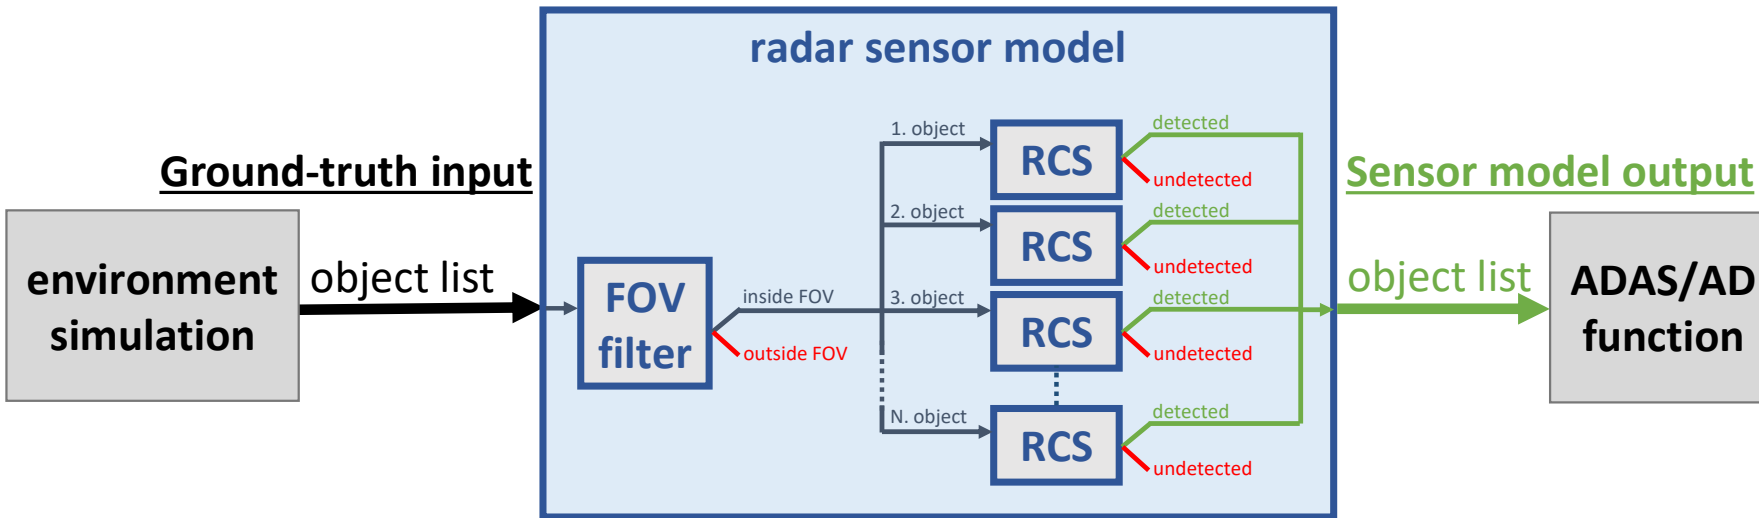 radar sensor model
Ground-truth input
environment
simulation
object list
FOV
filter
inside FOV
outside FOV
1. object
RCS
detected
undetected
2. object
RCS
detected
undetected
3. object
RCS
detected
undetected
N. object
RCS
detected
undetected
Sensor model output
object list
ADAS/AD
function